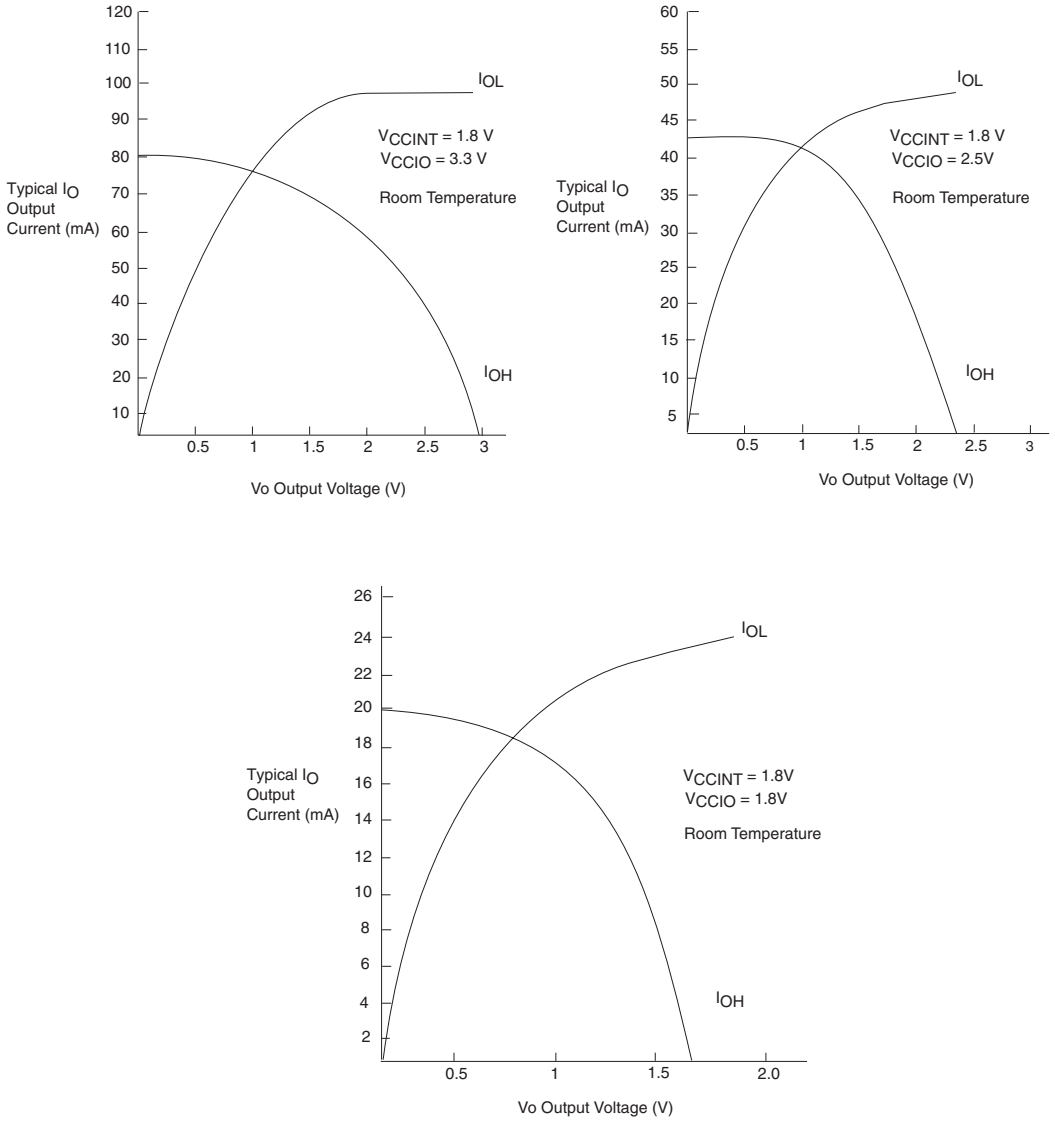 120
110
100
90
80
70
60
50
40
30
20
10
Typical IO
Output
Current (mA)
IOL
VCCINT = 1.8 V
VCCIO = 3.3 V
Room Temperature
IOH
0.5 1 1.5 2 2.5 3
Vo Output Voltage (V)
60
55
50
45
40
35
30
25
20
15
10
5
Typical IO
Output
Current (mA)
IOL
VCCINT = 1.8 V
VCCIO = 2.5V
Room Temperature
IOH
0.5 1 1.5 2 2.5 3
Vo Output Voltage (V)
26
24
22
20
18
16
14
12
10
8
6
4
2
Typical IO
Output
Current (mA)
IOL
VCCINT = 1.8V
VCCIO = 1.8V
Room Temperature
IOH
0.5 1 1.5 2.0
Vo Output Voltage (V)